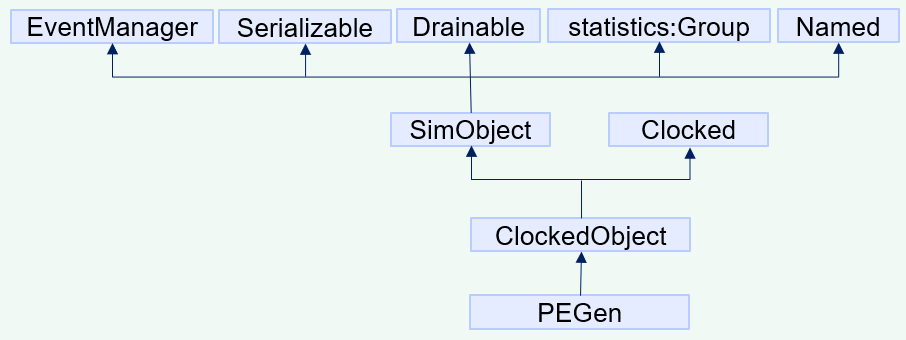 EventManager
Serializable
Drainable
statistics:Group
Named
SimObject
Clocked
ClockedObject
PEGen